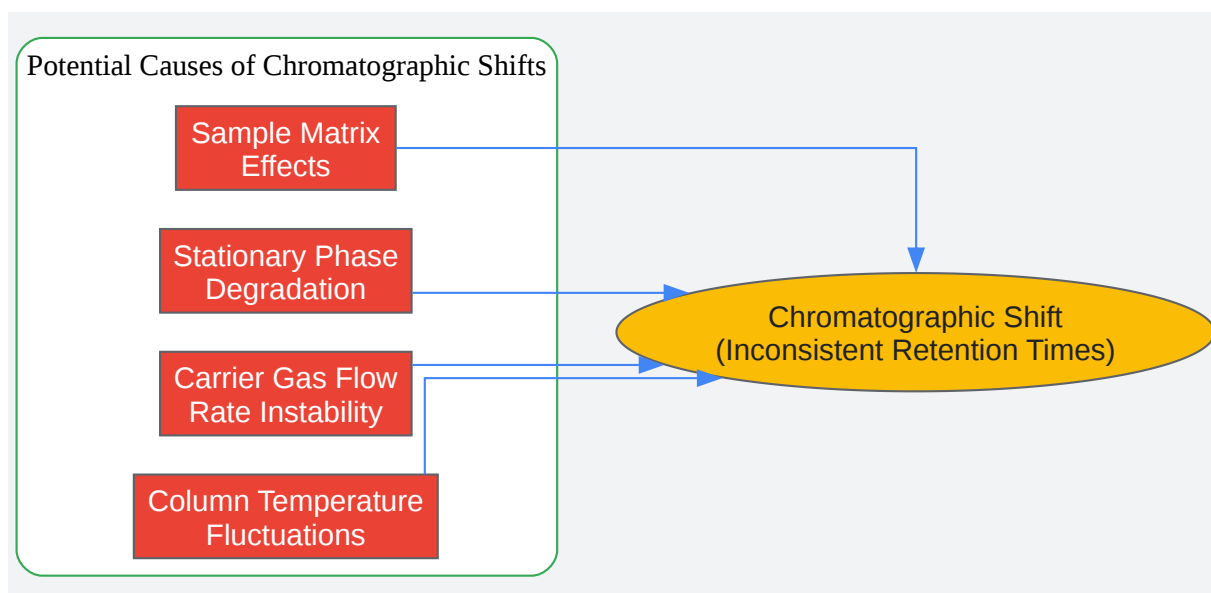 Potential Causes of Chromatographic Shifts
Sample Matrix
Effects
Stationary Phase
Degradation
Carrier Gas Flow
Rate Instability
Column Temperature
Fluctuations
Chromatographic Shift
(Inconsistent Retention Times)